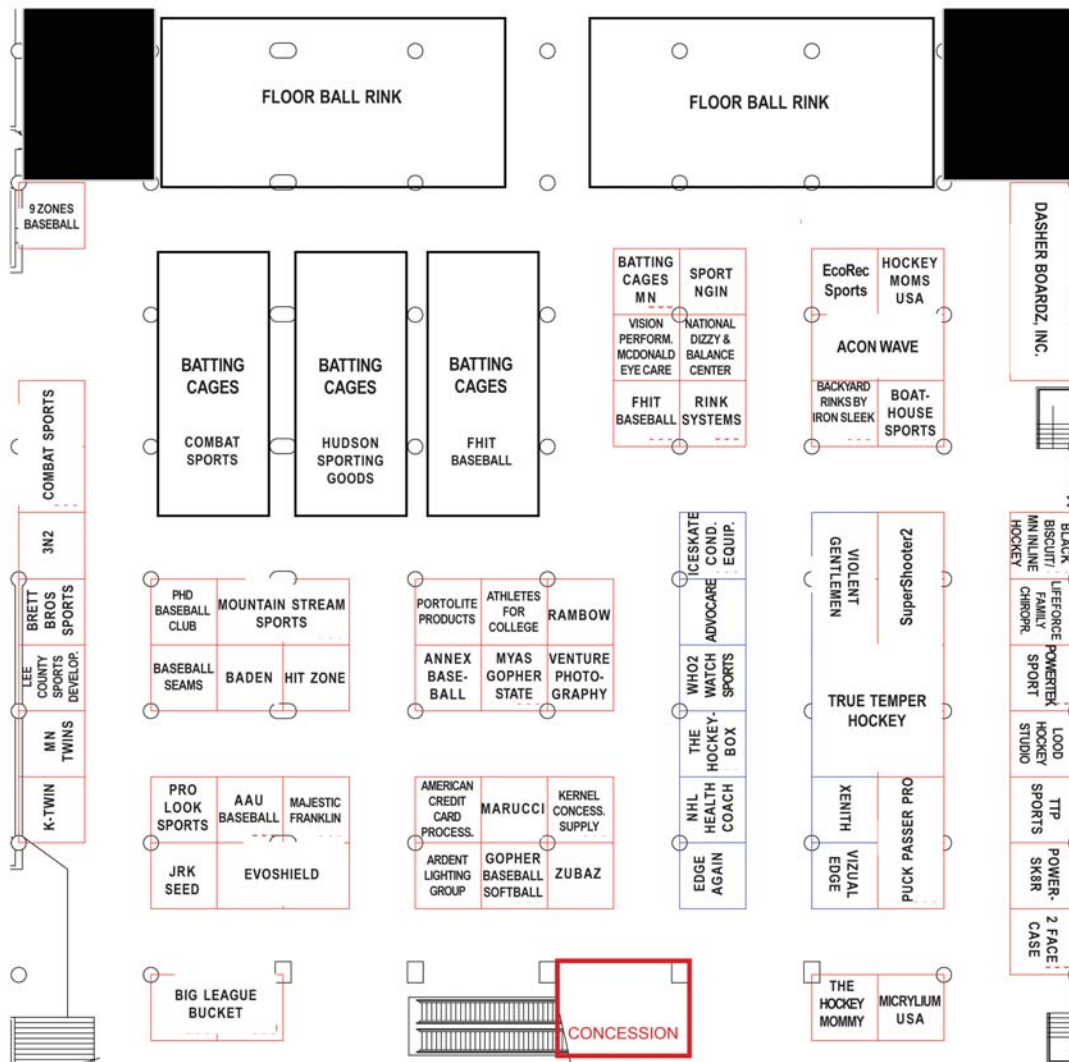 FLOOR BALL RINK
FLOOR BALL RINK
9 ZONES
BASEBALL
DASHER BOARDZ, INC.
BATTING
CAGES
COMBAT
SPORTS
BATTING
CAGES
HUDSON
SPORTING
GOODS
BATTING
CAGES
FHIT
BASEBALL
BATTING
CAGES
MN
SPORT
NGIN
VISION
PERFORM.
MCDONALD
EYE CARE
NATIONAL
DIZZY &
BALANCE
CENTER
FHIT
BASEBALL
RINK
SYSTEMS
EcoRec
Sports
HOCKEY
MOMS
USA
ACON WAVE
BACKYARD
RINKS BY
IRON SLEEK
BOAT-
HOUSE
SPORTS
COMBAT SPORTS
3N2
BRETT
BROS
SPORTS
LEE
COUNTY
SPORTS
DEVELOP.
MN
TWINS
K-TWIN
PHD
BASEBALL
CLUB
MOUNTAIN STREAM
SPORTS
BASEBALL
SEAMS
BADEN
HIT ZONE
PORTOLITE
PRODUCTS
ATHLETES
FOR
COLLEGE
RAMBOW
ANNEX
BASE-
BALL
MYAS
GOPHER
STATE
VENTURE
PHOTO-
GRAPHY
ICESKATE
COND.
EQUIP.
ADVOCARE
WHO2
WATCH
SPORTS
THE
HOCKEY-
BOX
NHL
HEALTH
COACH
EDGE
AGAIN
VIOLENT
GENTLEMEN
SuperShooter2
TRUE TEMPER
HOCKEY
XENITH
VIZUAL
EDGE
PUCK PASSER PRO
BLACK
BISCUIT/
MN INLINE
HOCKEY
LIFEFORCE
FAMILY
CHIROPR.
POWERTEK
SPORT
LOOD
HOCKEY
STUDIO
TTP
SPORTS
POWER-
SK8R
2 FACE
CASE
PRO
LOOK
SPORTS
AAU
BASEBALL
MAJESTIC
FRANKLIN
JRK
SEED
EVOSHIELD
AMERICAN
CREDIT
CARD
PROCESS.
MARUCCI
KERNEL
CONCESS.
SUPPLY
ARDENT
LIGHTING
GROUP
GOPHER
BASEBALL
SOFTBALL
ZUBAZ
BIG LEAGUE
BUCKET
CONCESSION
THE
HOCKEY
MOMMY
MICRYLIUM
USA